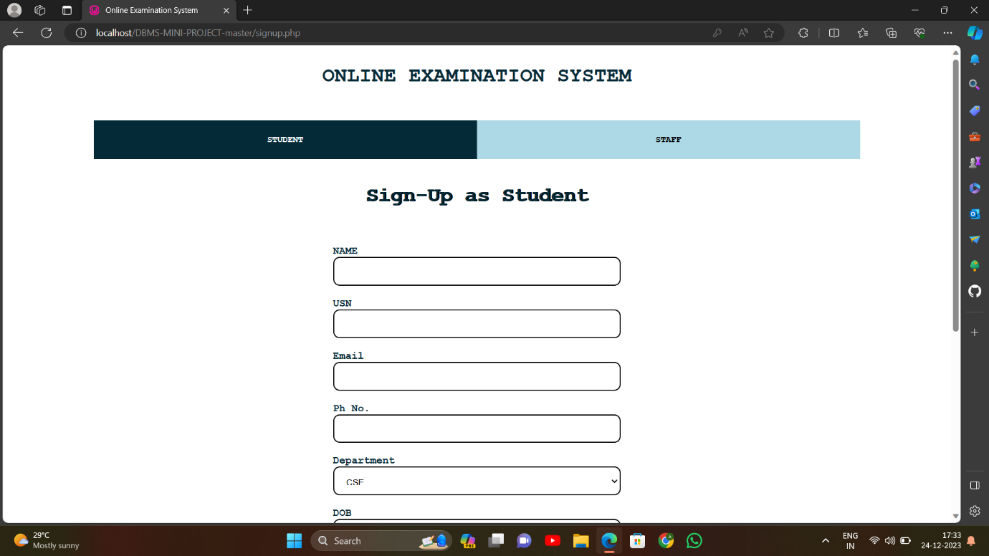 Online Examination System
localhost/DBMS-MINI-PROJECT-master/signup.php
ONLINE EXAMINATION SYSTEM
STUDENT
STAFF
Sign-Up as Student
NAME
USN
Email
Ph No.
Department
CSE
DOB
29°C
Mostly sunny
Search
ENG
IN
17:33
24-12-2023